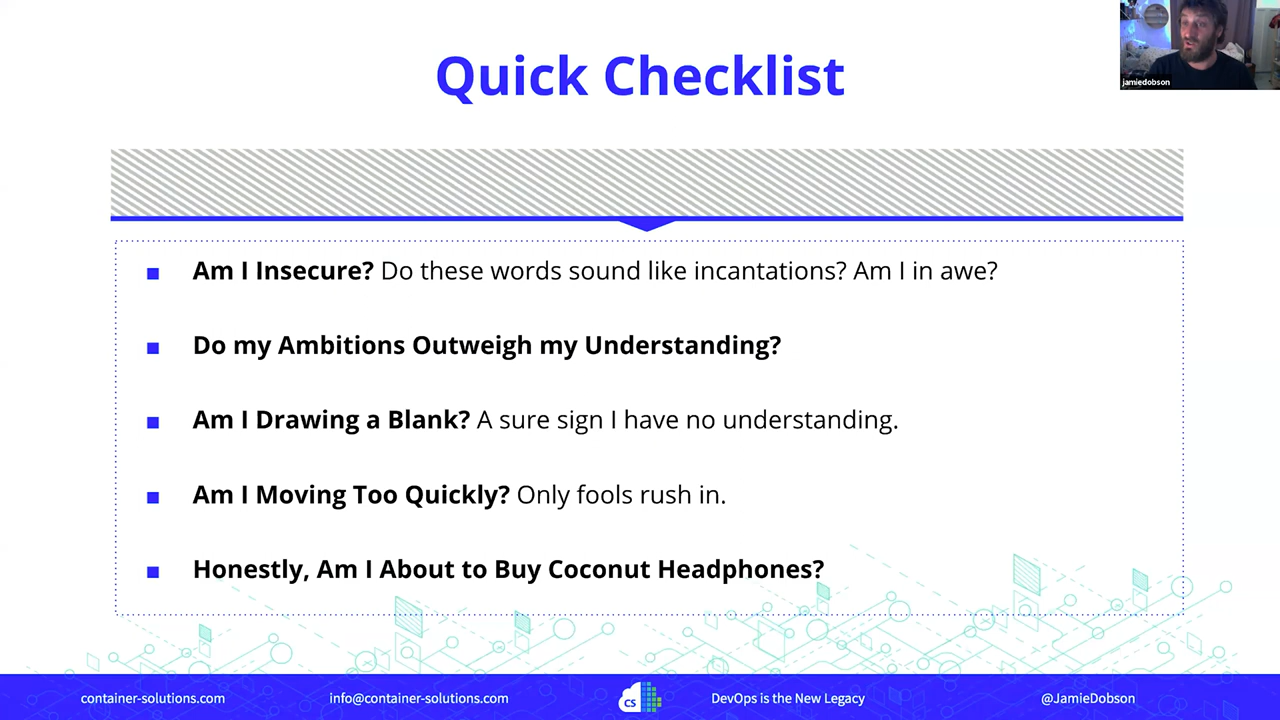 Quick Checklist
jamiedobson
Am I Insecure? Do these words sound like incantations? Am I in awe?
Do my Ambitions Outweigh my Understanding?
Am I Drawing a Blank? A sure sign I have no understanding.
Am I Moving Too Quickly? Only fools rush in.
Honestly, Am I About to Buy Coconut Headphones?
container-solutions.com
info@container-solutions.com
CS
DevOps is the New Legacy
@JamieDobson